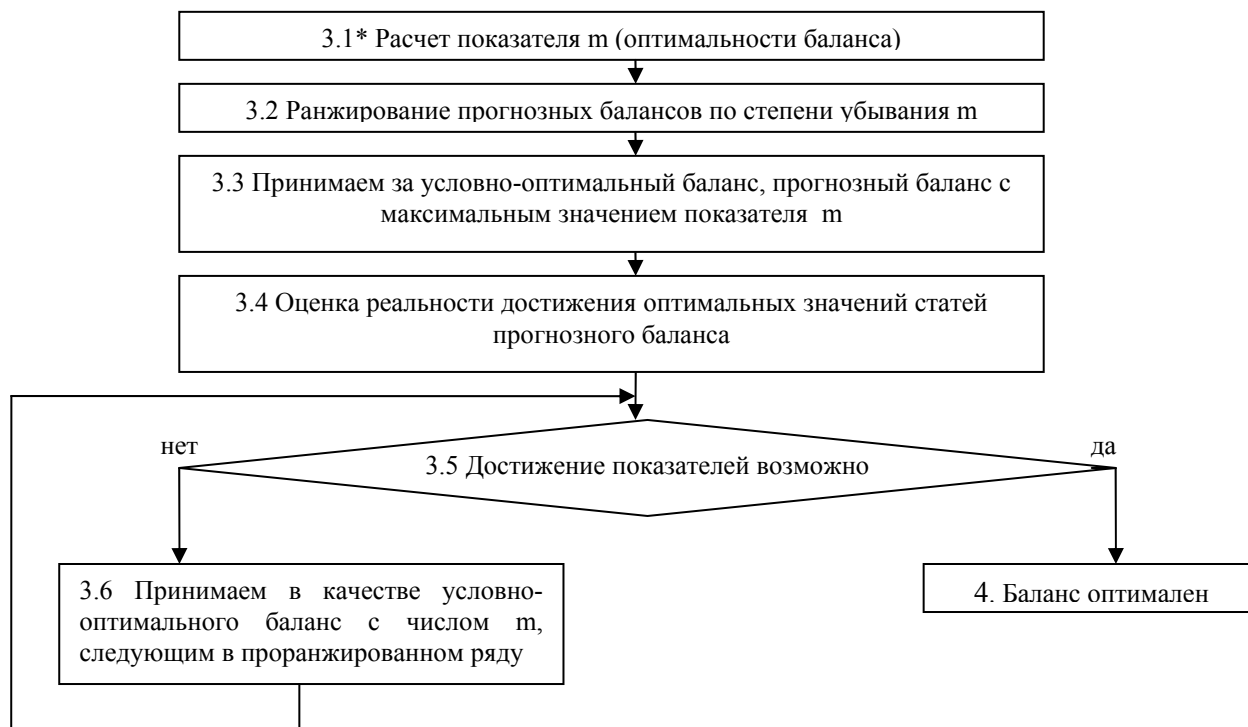 3.1* Расчет показателя m (оптимальности баланса)
3.2 Ранжирование прогнозных балансов по степени убывания m
3.3 Принимаем за условно-оптимальный баланс, прогнозный баланс с
максимальным значением показателя m
3.4 Оценка реальности достижения оптимальных значений статей
прогнозного баланса
нет
да
3.5 Достижение показателей возможно
3.6 Принимаем в качестве условно-
оптимального баланс с числом m,
следующим в проранжированном ряду
4. Баланс оптимален